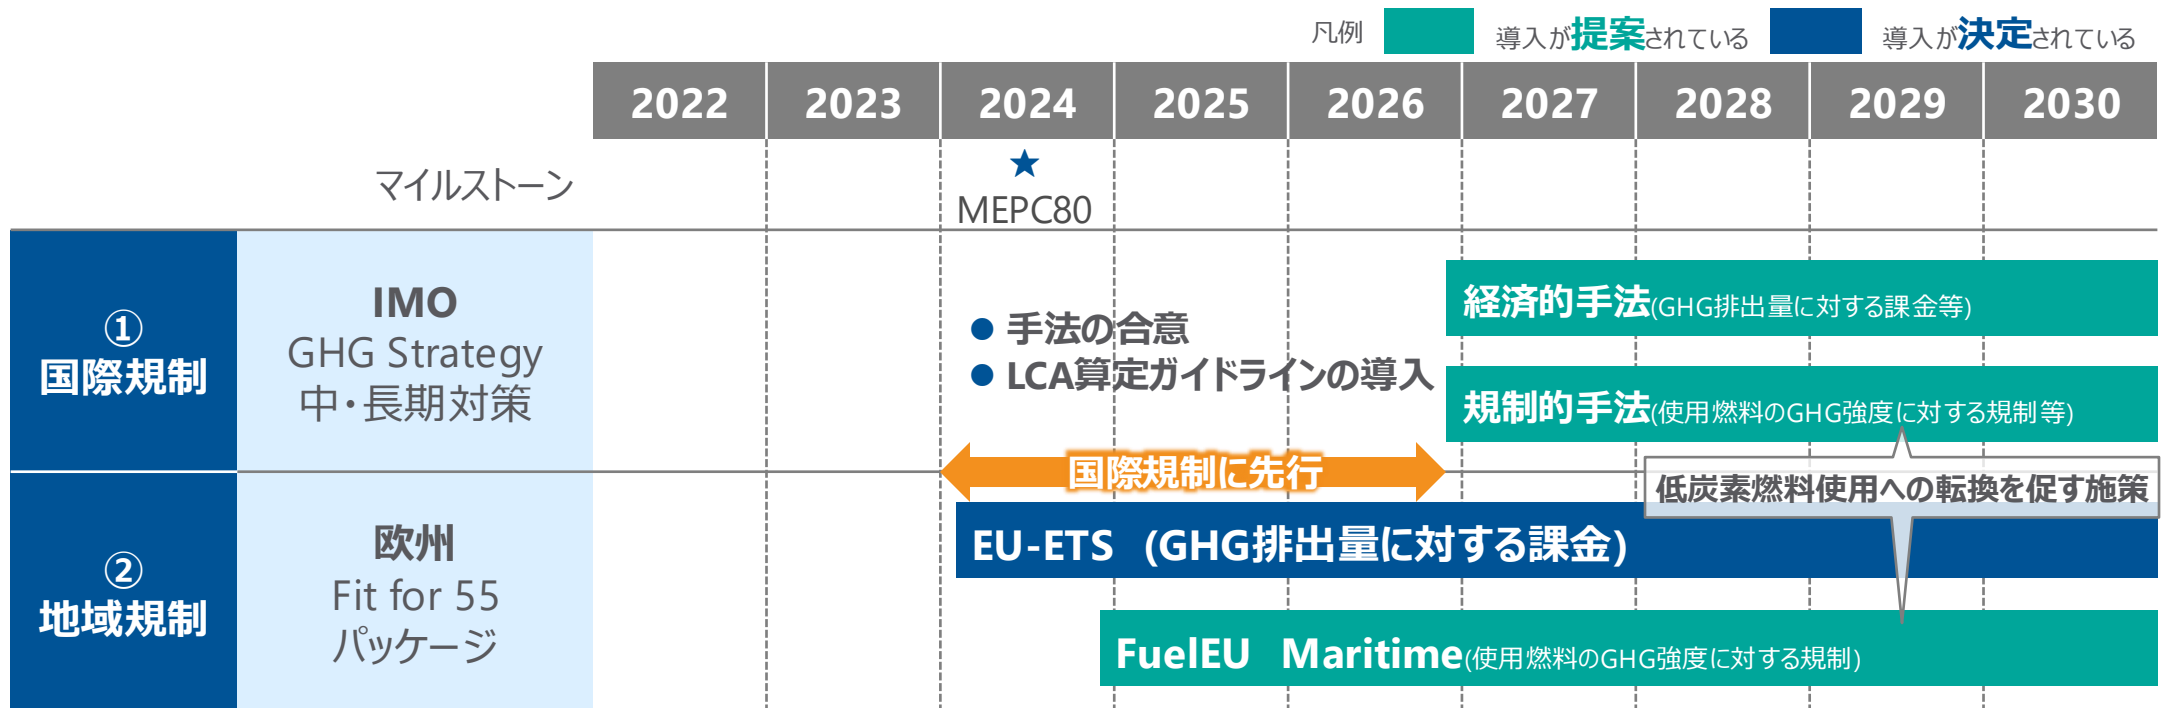 凡例 導入が提案されている 導入が決定されている
2022 2023 2024 2025 2026 2027 2028 2029 2030
マイルストーン
★
MEPC80
①
国際規制
IMO
GHG Strategy
中・長期対策
● 手法の合意
● LCA算定ガイドラインの導入
経済的手法(GHG排出量に対する課金等)
規制的手法(使用燃料のGHG強度に対する規制等)
国際規制に先行
低炭素燃料使用への転換を促す施策
②
地域規制
欧州
Fit for 55
パッケージ
EU-ETS (GHG排出量に対する課金)
FuelEU Maritime(使用燃料のGHG強度に対する規制)